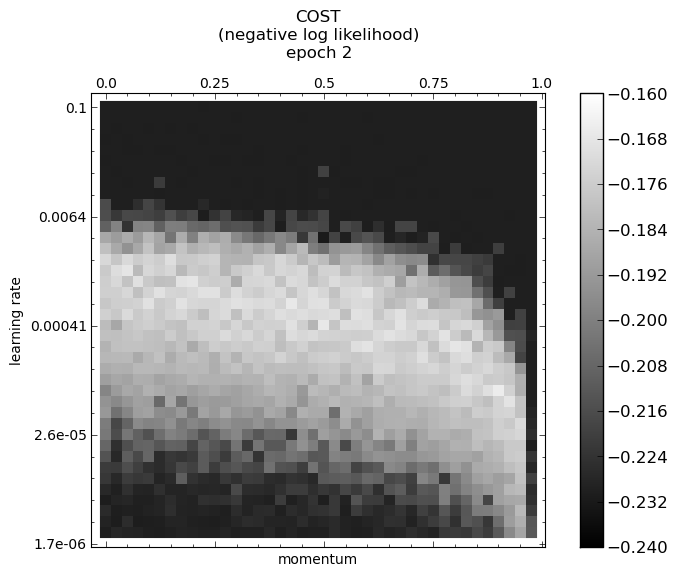 COST
(negative log likelihood)
epoch 2
0.0 0.25 0.5 0.75 1.0
0.1
0.0064
0.00041
2.6e-05
1.7e-06
learning rate
momentum
−0.160
−0.168
−0.176
−0.184
−0.192
−0.200
−0.208
−0.216
−0.224
−0.232
−0.240